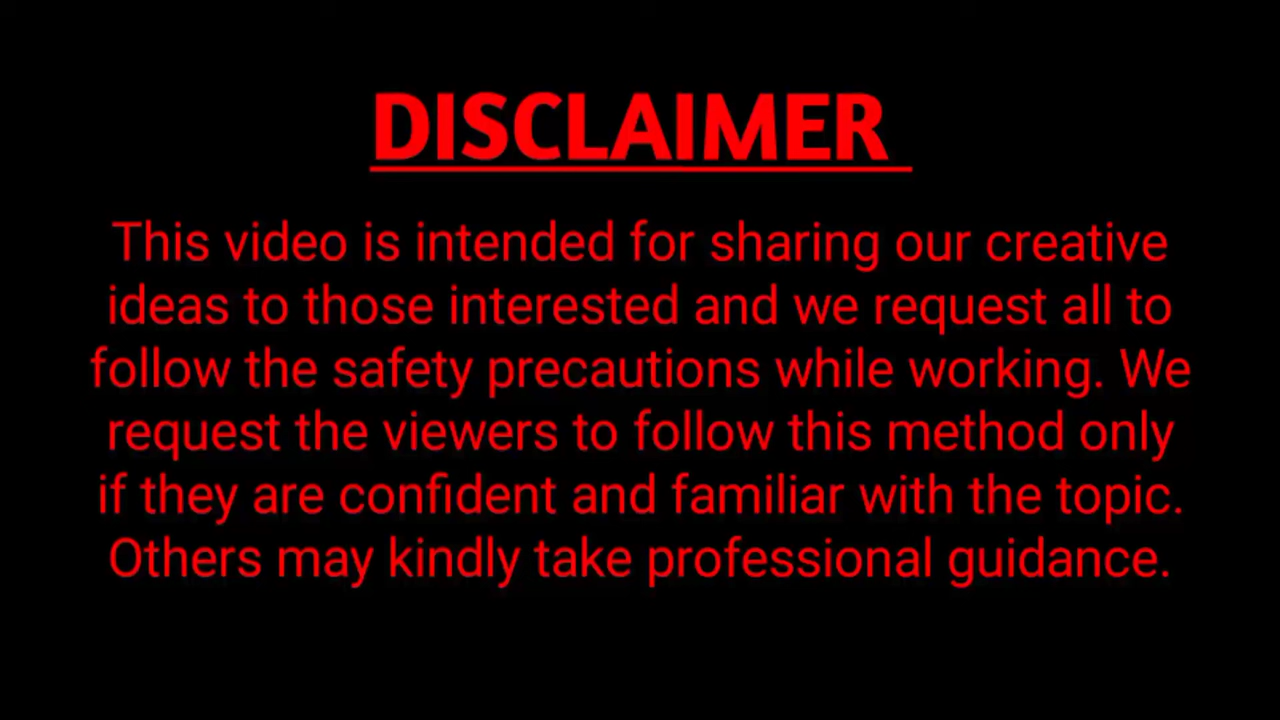 DISCLAIMER
This video is intended for sharing our creative
ideas to those interested and we request all to
follow the safety precautions while working. We
request the viewers to follow this method only
if they are confident and familiar with the topic.
Others may kindly take professional guidance.